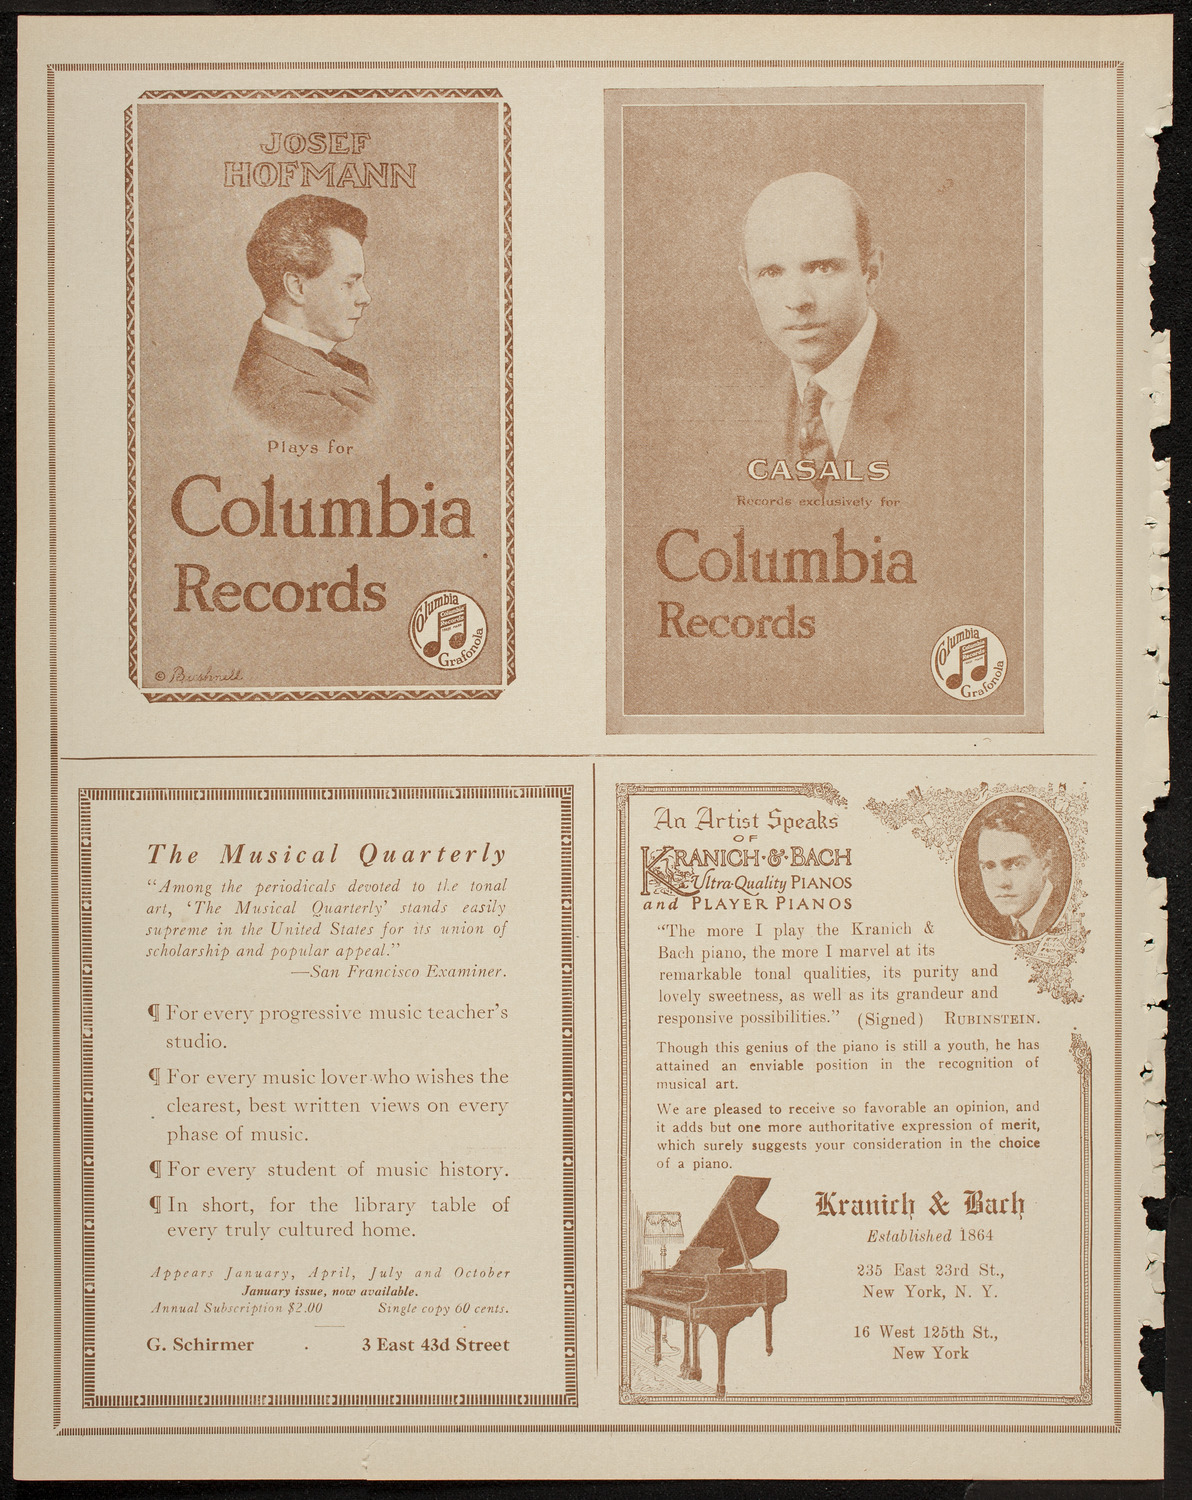 JOSEF
HOFMANN
Plays for
Columbia
Records
Columbia
Grafonola
© Bushnell
CASALS
Records exclusively for
Columbia
Records
Columbia
Grafonola
The Musical Quarterly
“Among the periodicals devoted to the tonal
art, ‘The Musical Quarterly’ stands easily
supreme in the United States for its union of
scholarship and popular appeal.”
—San Francisco Examiner.
¶ For every progressive music teacher’s
studio.
¶ For every music lover who wishes the
clearest, best written views on every
phase of music.
¶ For every student of music history.
¶ In short, for the library table of
every truly cultured home.
Appears January, April, July and October
January issue, now available.
Annual Subscription $2.00 Single copy 60 cents.
G. Schirmer . 3 East 43d Street
An Artist Speaks
OF
KRANICH·&·BACH
Ultra-Quality PIANOS
and PLAYER PIANOS
“The more I play the Kranich &
Bach piano, the more I marvel at its
remarkable tonal qualities, its purity and
lovely sweetness, as well as its grandeur and
responsive possibilities.” (Signed) RUBINSTEIN.
Though this genius of the piano is still a youth, he has
attained an enviable position in the recognition of
musical art.
We are pleased to receive so favorable an opinion, and
it adds but one more authoritative expression of merit,
which surely suggests your consideration in the choice
of a piano.
Kranich & Bach
Established 1864
235 East 23rd St.,
New York, N. Y.
16 West 125th St.,
New York